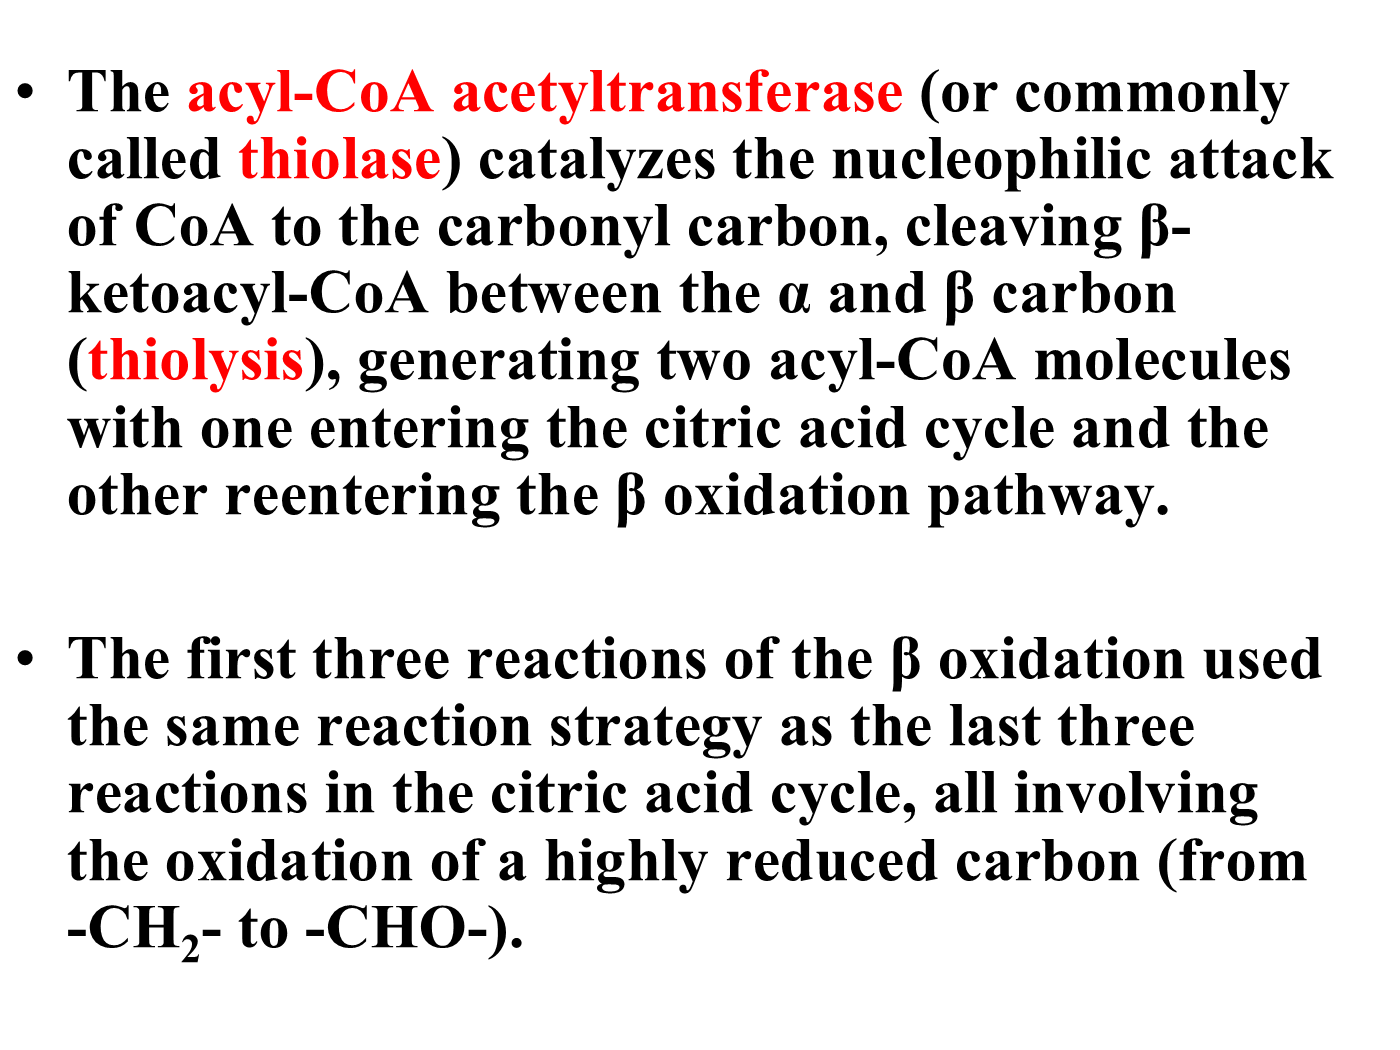 • The acyl-CoA acetyltransferase (or commonly
called thiolase) catalyzes the nucleophilic attack
of CoA to the carbonyl carbon, cleaving β-
ketoacyl-CoA between the α and β carbon
(thiolysis), generating two acyl-CoA molecules
with one entering the citric acid cycle and the
other reentering the β oxidation pathway.
• The first three reactions of the β oxidation used
the same reaction strategy as the last three
reactions in the citric acid cycle, all involving
the oxidation of a highly reduced carbon (from
-CH₂- to -CHO-).